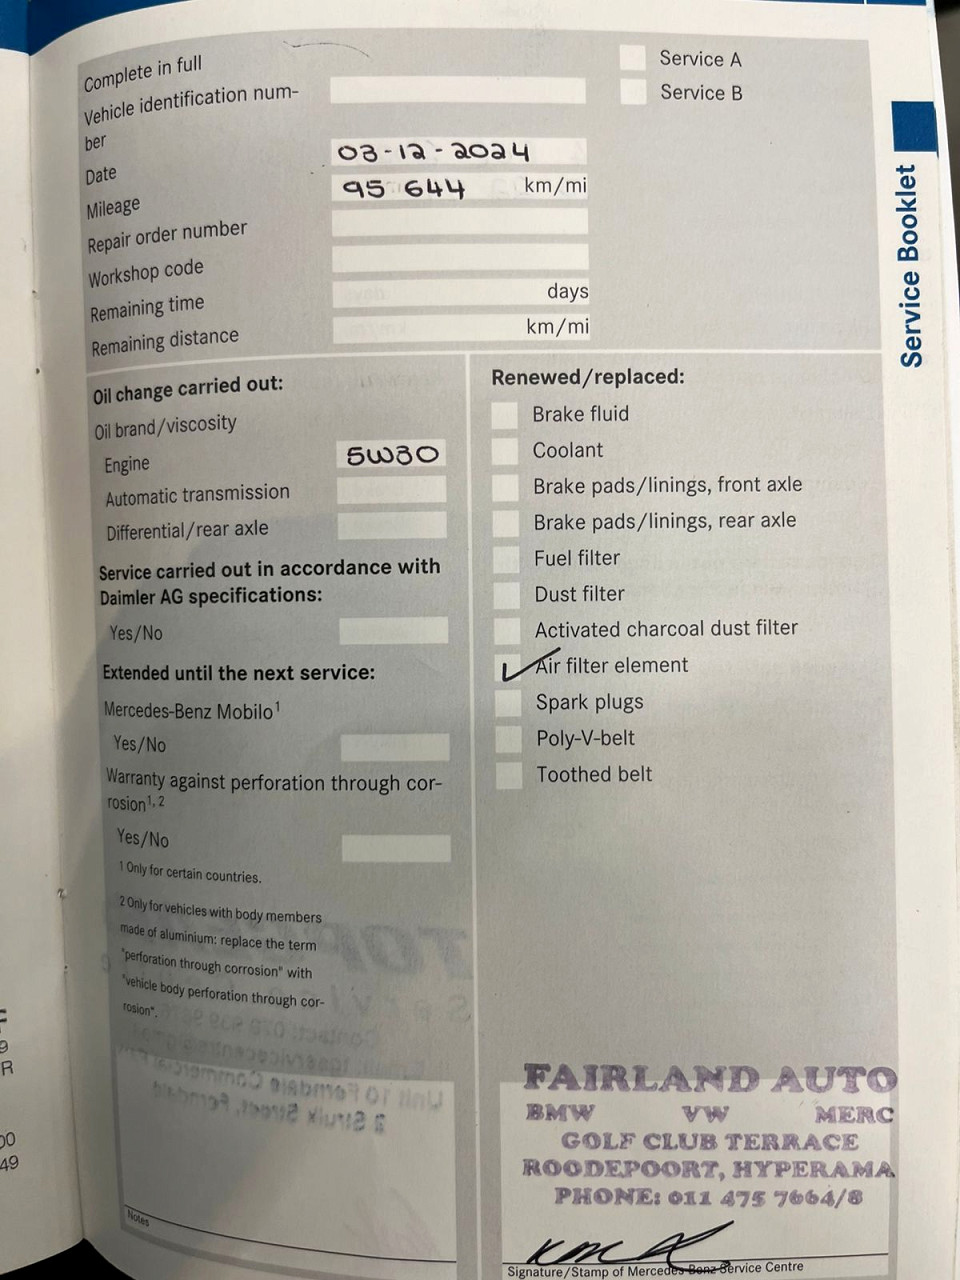 Complete in full
Service A
Vehicle identification num-
ber
Service B
Date 03-12-2024
Mileage 95 644 km/mi
Repair order number
Workshop code
Remaining time days
Remaining distance km/mi
Service Booklet
Oil change carried out:
Oil brand/viscosity
Engine 5W30
Automatic transmission
Differential/rear axle
Service carried out in accordance with
Daimler AG specifications:
Yes/No
Extended until the next service:
Mercedes-Benz Mobilo1
Yes/No
Warranty against perforation through cor-
rosion1, 2
Yes/No
1 Only for certain countries.
2 Only for vehicles with body members
made of aluminium: replace the term
"perforation through corrosion" with
"vehicle body perforation through cor-
rosion".
Notes
Renewed/replaced:
Brake fluid
Coolant
Brake pads/linings, front axle
Brake pads/linings, rear axle
Fuel filter
Dust filter
Activated charcoal dust filter
Air filter element
Spark plugs
Poly-V-belt
Toothed belt
FAIRLAND AUTO
BMW VW MERC
GOLF CLUB TERRACE
ROODEPOORT, HYPERAMA
PHONE: 011 475 7664/8
Signature/Stamp of Mercedes-Benz Service Centre